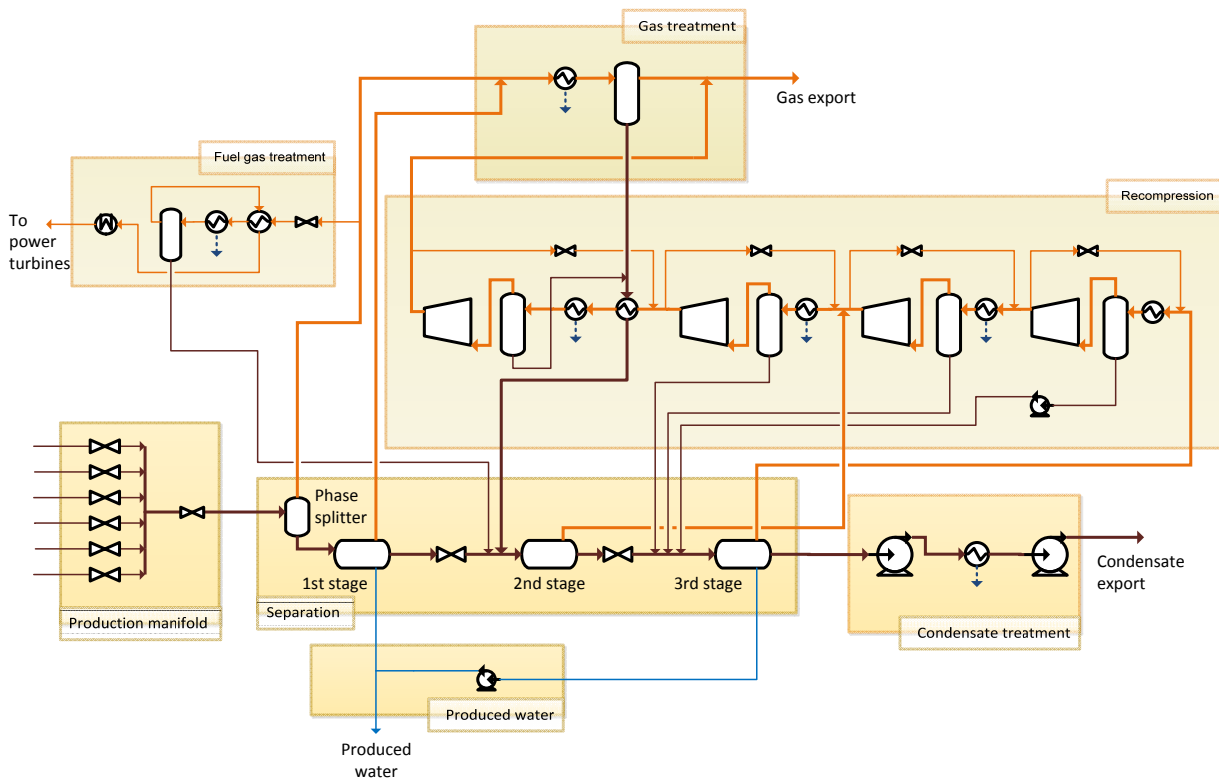 Gas treatment
Gas export
Fuel gas treatment
To
power
turbines
Recompression
Phase
splitter
1st stage
2nd stage
3rd stage
Separation
Production manifold
Condensate
export
Condensate treatment
Produced water
Produced
water